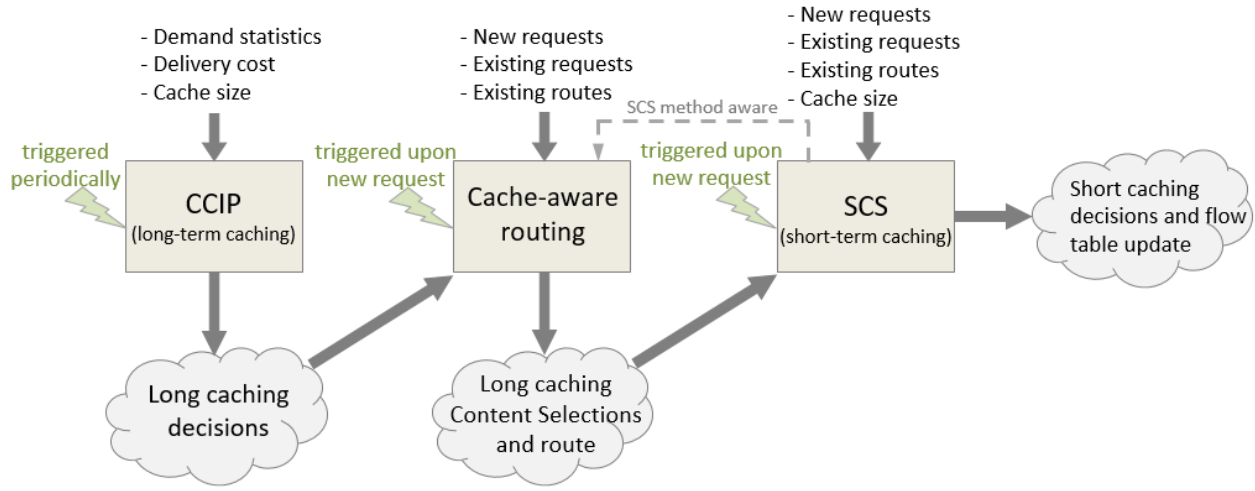 - Demand statistics
- Delivery cost
- Cache size
triggered
periodically
CCIP
(long-term caching)
Long caching
decisions
- New requests
- Existing requests
- Existing routes
triggered upon
new request
Cache-aware
routing
Long caching
Content Selections
and route
SCS method aware
- New requests
- Existing requests
- Existing routes
- Cache size
triggered upon
new request
SCS
(short-term caching)
Short caching
decisions and flow
table update